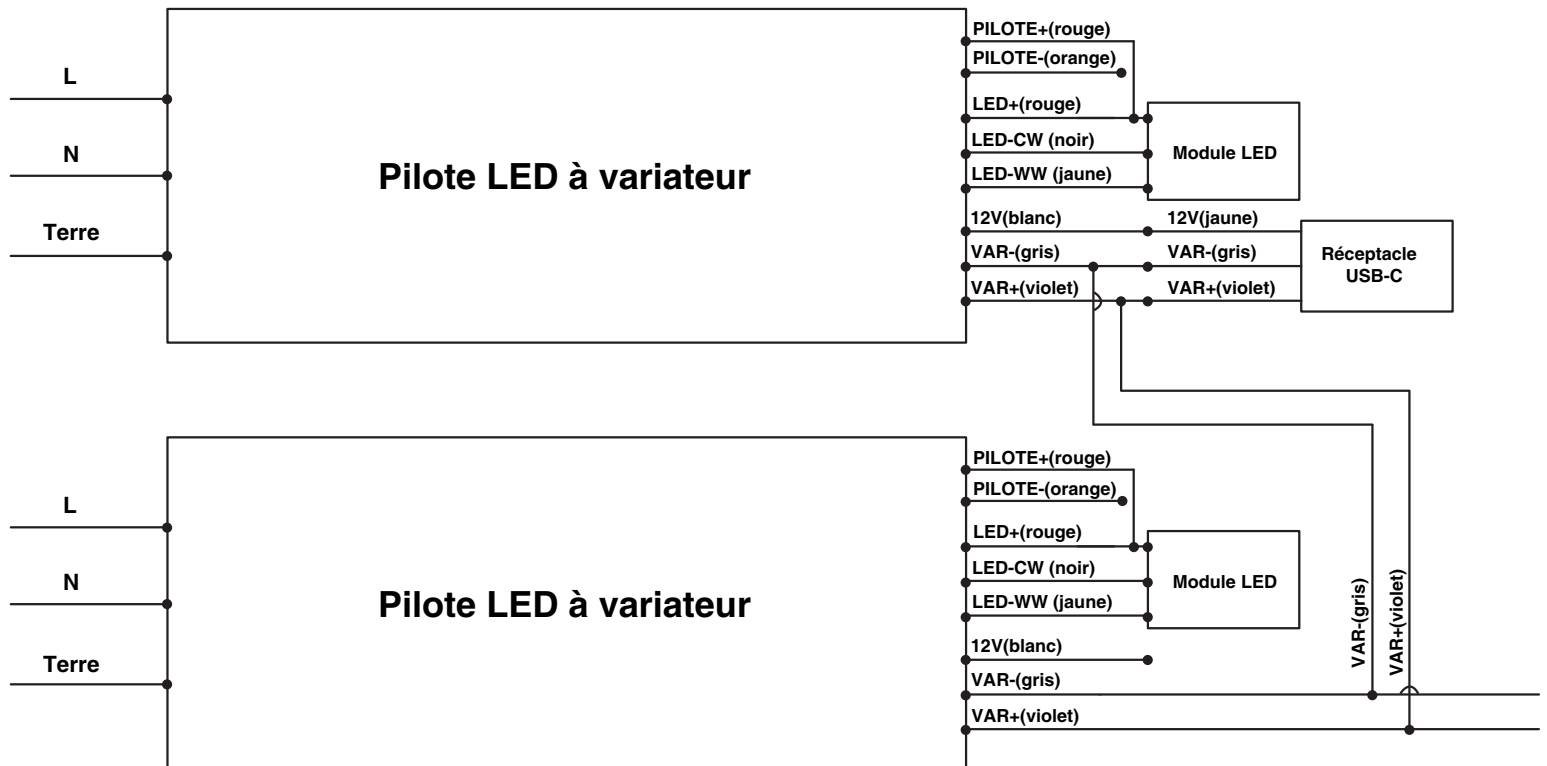 L
N
Terre
Pilote LED à variateur
PILOTE+(rouge)
PILOTE-(orange)
LED+(rouge)
LED-CW (noir)
LED-WW (jaune)
12V(blanc)
VAR-(gris)
VAR+(violet)
Module LED
12V(jaune)
VAR-(gris)
VAR+(violet)
Réceptacle
USB-C
L
N
Terre
Pilote LED à variateur
PILOTE+(rouge)
PILOTE-(orange)
LED+(rouge)
LED-CW (noir)
LED-WW (jaune)
12V(blanc)
VAR-(gris)
VAR+(violet)
Module LED
VAR-(gris)
VAR+(violet)